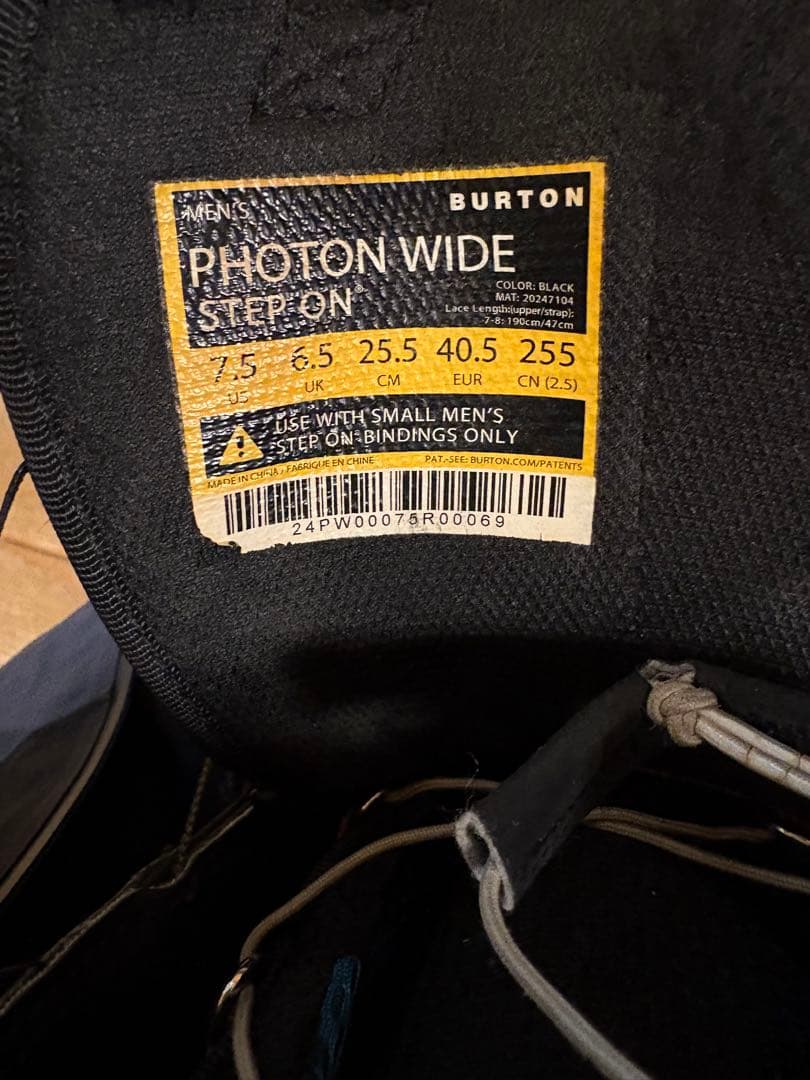 MEN'S BURTON
PHOTON WIDE
STEP ON®
COLOR: BLACK
MAT: 20247104
Lace Length:(upper/strap):
7-8: 190cm/47cm
7.5 6.5 25.5 40.5 255
US UK CM EUR CN (2.5)
USE WITH SMALL MEN'S
STEP ON BINDINGS ONLY
MADE IN CHINA / FABRIQUE EN CHINE PAT.-SEE: BURTON.COM/PATENTS
24PW00075R00069